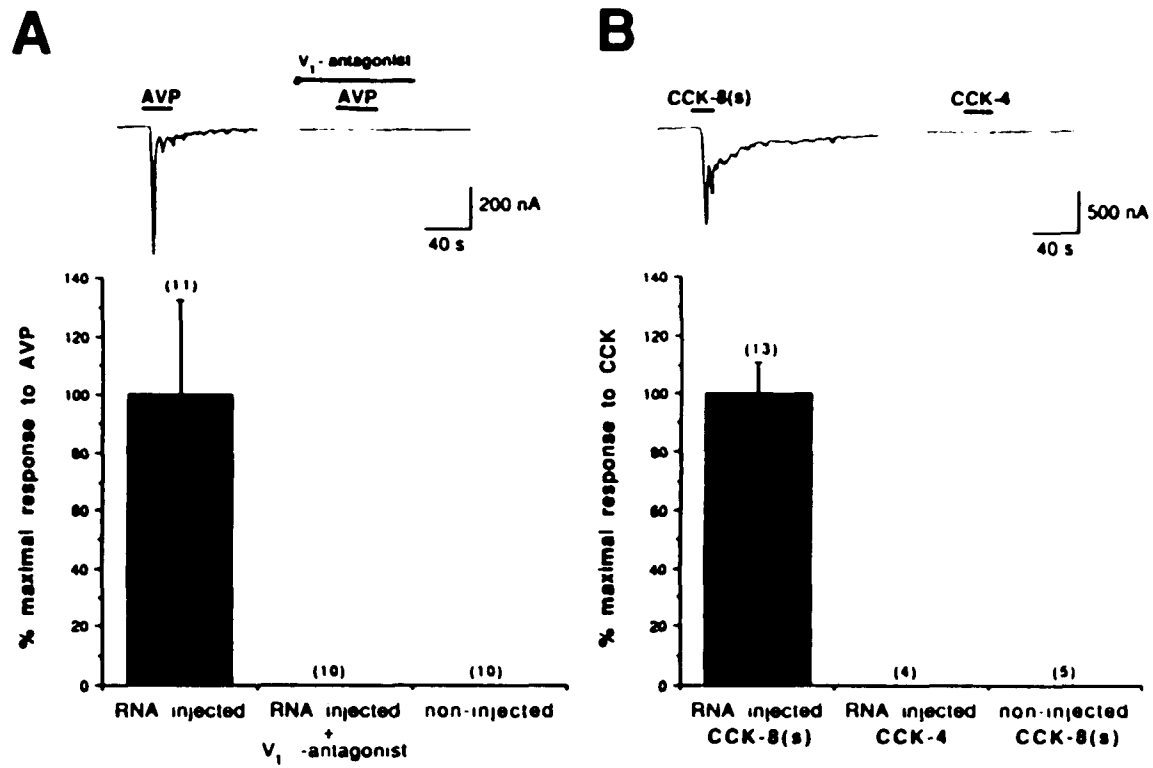 A
V1-antagonist
AVP
AVP
200 nA
40 s
% maximal response to AVP
140
120
100
80
60
40
20
0
(11)
(10)
(10)
RNA injected
RNA injected
+
V1 -antagonist
non-injected
B
CCK-8(s)
CCK-4
500 nA
40 s
% maximal response to CCK
140
120
100
80
60
40
20
0
(13)
(4)
(5)
RNA injected
CCK-8(s)
RNA injected
CCK-4
non-injected
CCK-8(s)